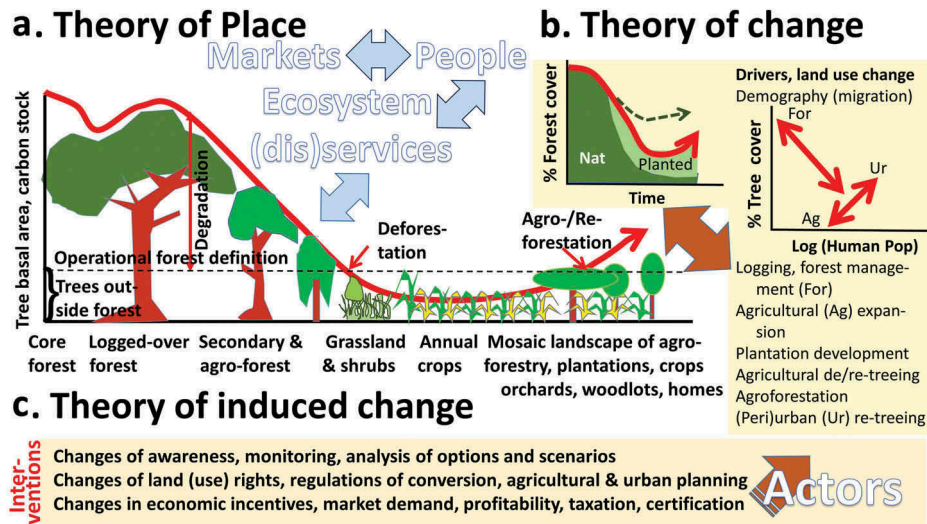 a. Theory of Place
Markets
People
Ecosystem
(dis)services
Tree basal area, carbon stock
Degradation
Defores-
tation
Agro-/Re-
forestation
Operational forest definition
Trees out-
side forest
Core
forest
Logged-over
forest
Secondary &
agro-forest
Grassland
& shrubs
Annual
crops
Mosaic landscape of agro-
forestry, plantations, crops
orchards, woodlots, homes
b. Theory of change
% Forest cover
Nat
Planted
Time
Drivers, land use change
Demography (migration)
For
% Tree cover
Ur
Ag
Log (Human Pop)
Logging, forest manage-
ment (For)
Agricultural (Ag) expan-
sion
Plantation development
Agricultural de/re-treeing
Agroforestation
(Peri)urban (Ur) re-treeing
c. Theory of induced change
Inter-
ventions
Changes of awareness, monitoring, analysis of options and scenarios
Changes of land (use) rights, regulations of conversion, agricultural & urban planning
Changes in economic incentives, market demand, profitability, taxation, certification
Actors